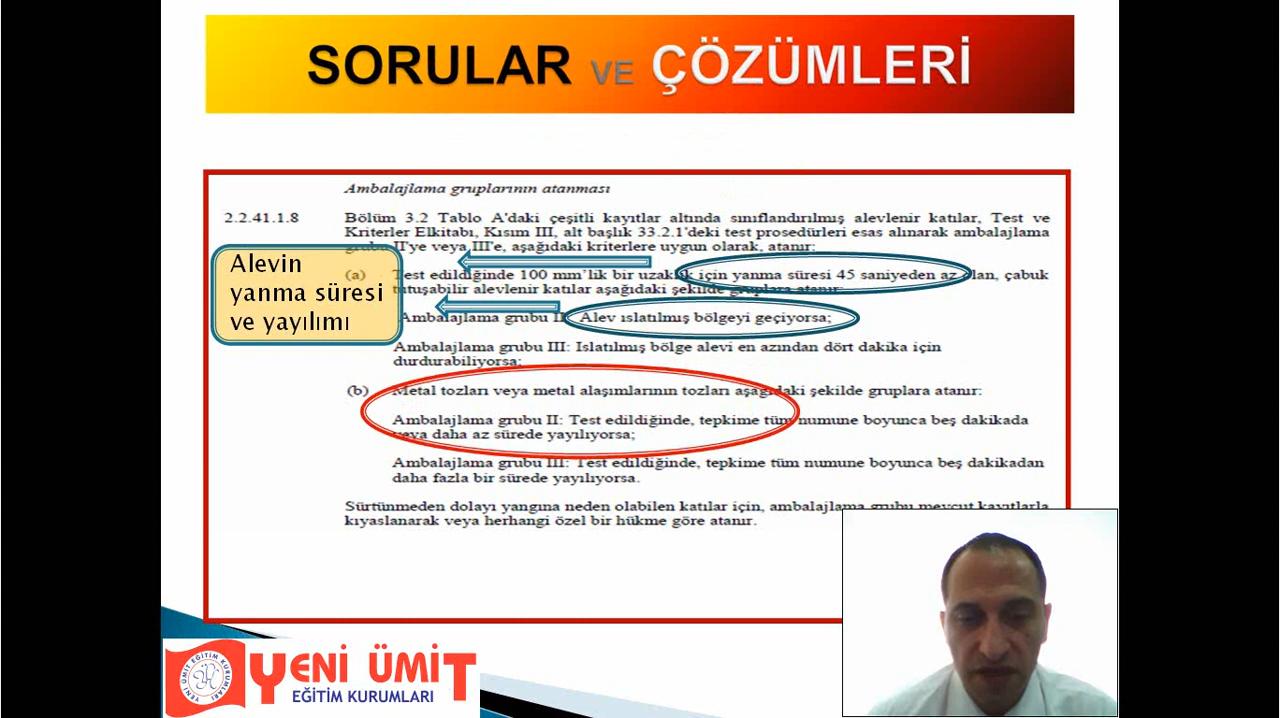 SORULAR VE ÇÖZÜMLERİ
Ambalajlama gruplarının atanması
2.2.41.1.8 Bölüm 3.2 Tablo A'daki çeşitli kayıtlar altında sınıflandırılmış alevlenir katılar, Test ve
Kriterler Elkitabı, Kısım III, alt başlık 33.2.1'deki test prosedürleri esas alınarak ambalajlama
grubu II'ye veya III'e, aşağıdaki kriterlere uygun olarak, atanır:
Alevin
yanma süresi
ve yayılımı
(a) Test edildiğinde 100 mm'lik bir uzaklık için yanma süresi 45 saniyeden az olan, çabuk
tutuşabilir alevlenir katılar aşağıdaki şekilde gruplara atanır:
Ambalajlama grubu II: Alev ıslatılmış bölgeyi geçiyorsa;
Ambalajlama grubu III: Islatılmış bölge alevi en azından dört dakika için
durdurabiliyorsa;
(b) Metal tozları veya metal alaşımlarının tozları aşağıdaki şekilde gruplara atanır:
Ambalajlama grubu II: Test edildiğinde, tepkime tüm numune boyunca beş dakikada
veya daha az sürede yayılıyorsa;
Ambalajlama grubu III: Test edildiğinde, tepkime tüm numune boyunca beş dakikadan
daha fazla bir sürede yayılıyorsa.
Sürtünmeden dolayı yangına neden olabilen katılar için, ambalajlama grubu mevcut kayıtlarla
kıyaslanarak veya herhangi özel bir hükme göre atanır.
YENİ ÜMİT EĞİTİM KURUMLARI
YENİ ÜMİT
EĞİTİM KURUMLARI